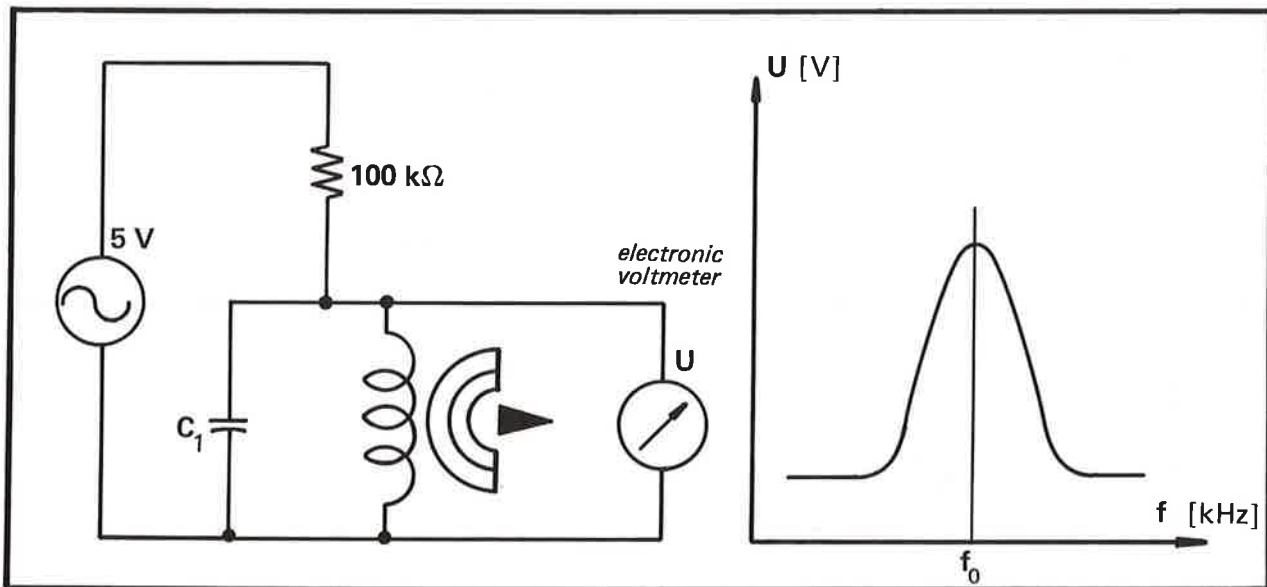 5 V
100 kΩ
C₁
electronic
voltmeter
U
U [V]
f [kHz]
f₀